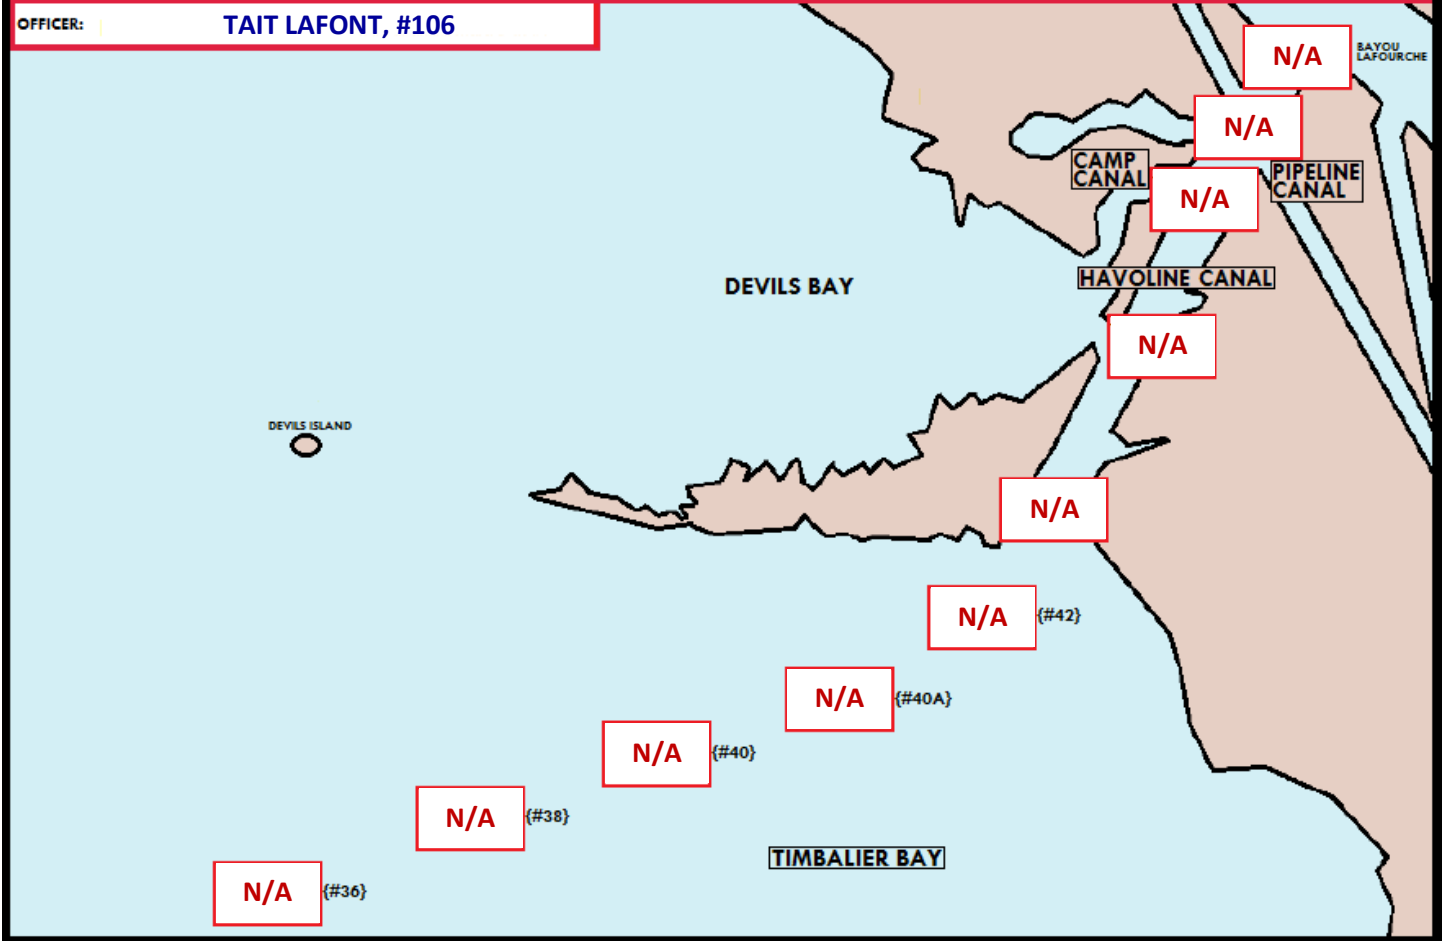 OFFICER: TAIT LAFONT, #106
N/A BAYOU
LAFOURCHE
N/A
CAMP
CANAL
PIPELINE
CANAL
N/A
HAVOLINE CANAL
DEVILS BAY
N/A
DEVILS ISLAND
N/A
N/A {#42}
N/A {#40A}
N/A {#40}
N/A {#38}
TIMBALIER BAY
N/A {#36}